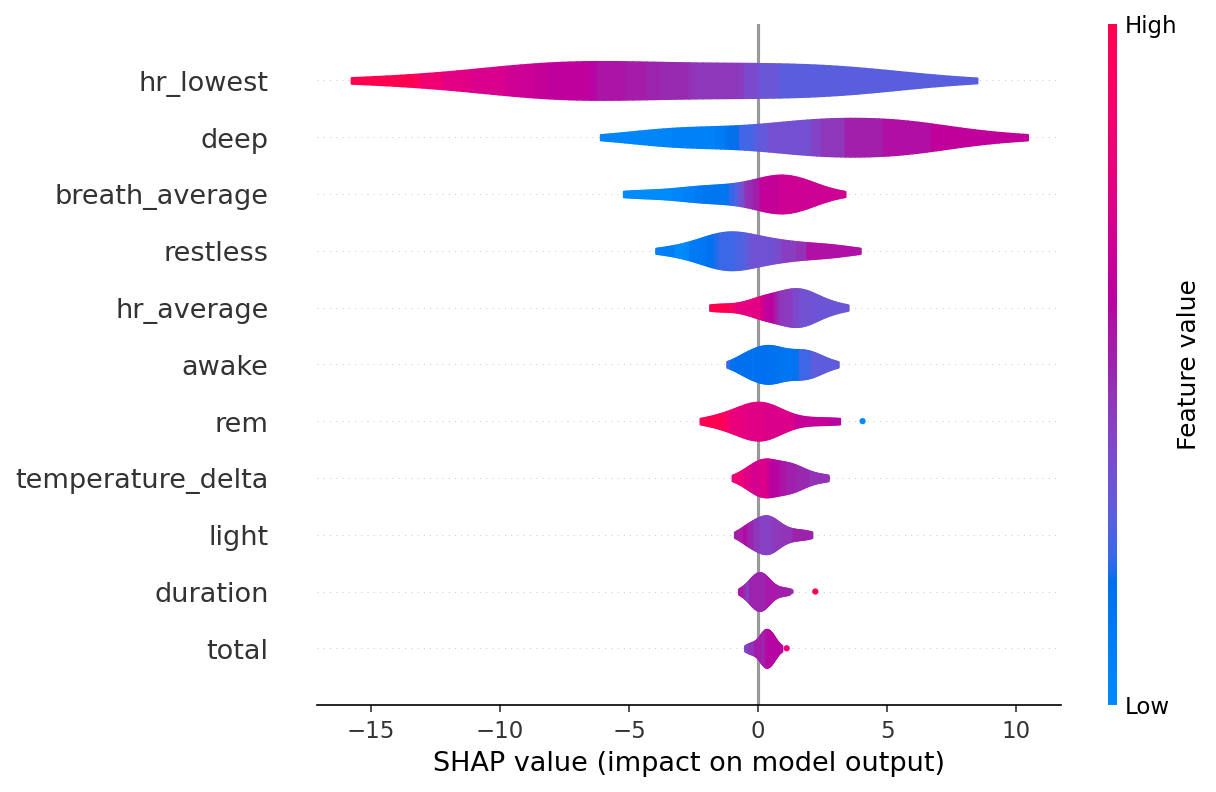 High
hr_lowest
deep
breath_average
restless
hr_average
awake
rem
temperature_delta
light
duration
total
Feature value
Low
−15 −10 −5 0 5 10
SHAP value (impact on model output)